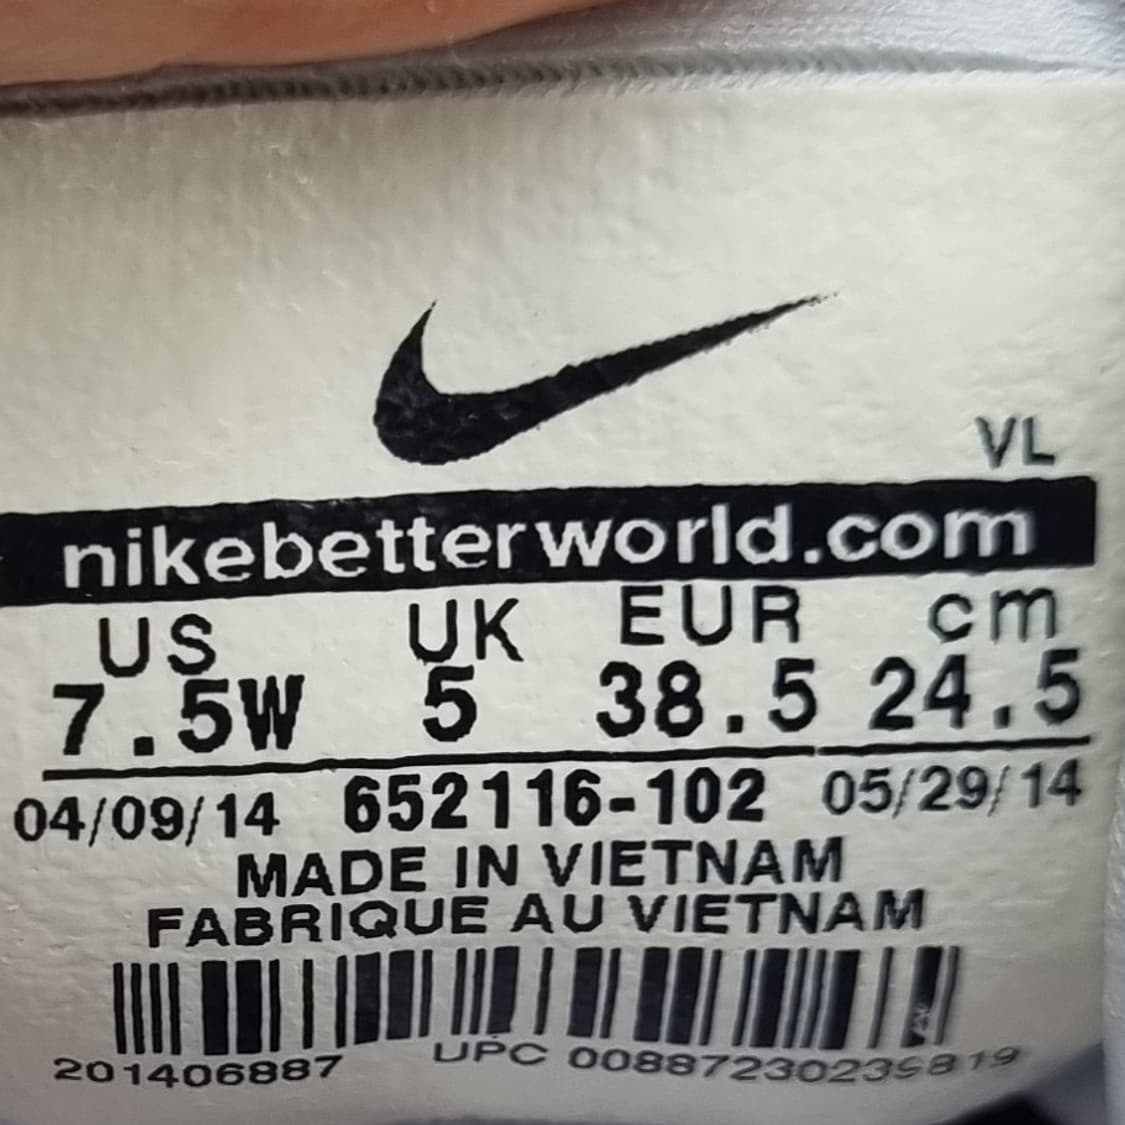 VL
nikebetterworld.com
US UK EUR cm
7.5W 5 38.5 24.5
04/09/14 652116-102 05/29/14
MADE IN VIETNAM
FABRIQUE AU VIETNAM
201406887 UPC